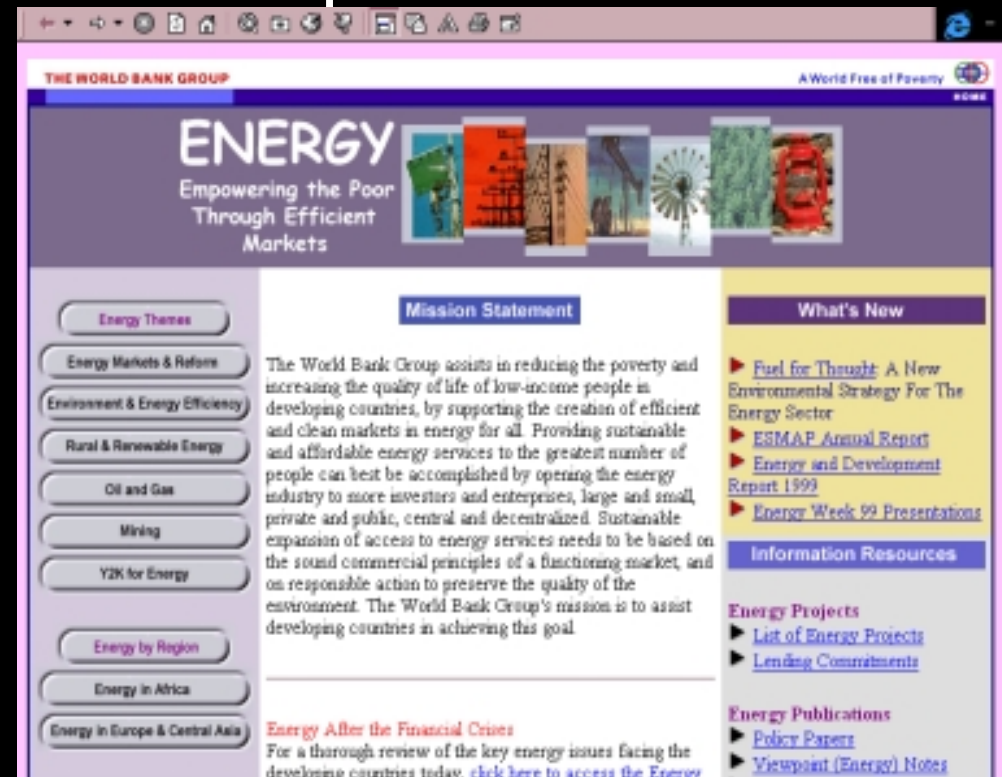 THE WORLD BANK GROUP
A World Free of Poverty
HOME
ENERGY
Empowering the Poor
Through Efficient
Markets
Energy Themes
Energy Markets & Reform
Environment & Energy Efficiency
Rural & Renewable Energy
Oil and Gas
Mining
Y2K for Energy
Energy by Region
Energy in Africa
Energy in Europe & Central Asia
Mission Statement
The World Bank Group assists in reducing the poverty and
increasing the quality of life of low-income people in
developing countries, by supporting the creation of efficient
and clean markets in energy for all. Providing sustainable
and affordable energy services to the greatest number of
people can best be accomplished by opening the energy
industry to more investors and enterprises, large and small,
private and public, central and decentralized. Sustainable
expansion of access to energy services needs to be based on
the sound commercial principles of a functioning market, and
on responsible action to preserve the quality of the
environment. The World Bank Group's mission is to assist
developing countries in achieving this goal.
Energy After the Financial Crises
For a thorough review of the key energy issues facing the
developing countries today, click here to access the Energy
What's New
Fuel for Thought: A New
Environmental Strategy For The
Energy Sector
ESMAP Annual Report
Energy and Development
Report 1999
Energy Week 99 Presentations
Information Resources
Energy Projects
List of Energy Projects
Lending Commitments
Energy Publications
Policy Papers
Viewpoint (Energy) Notes